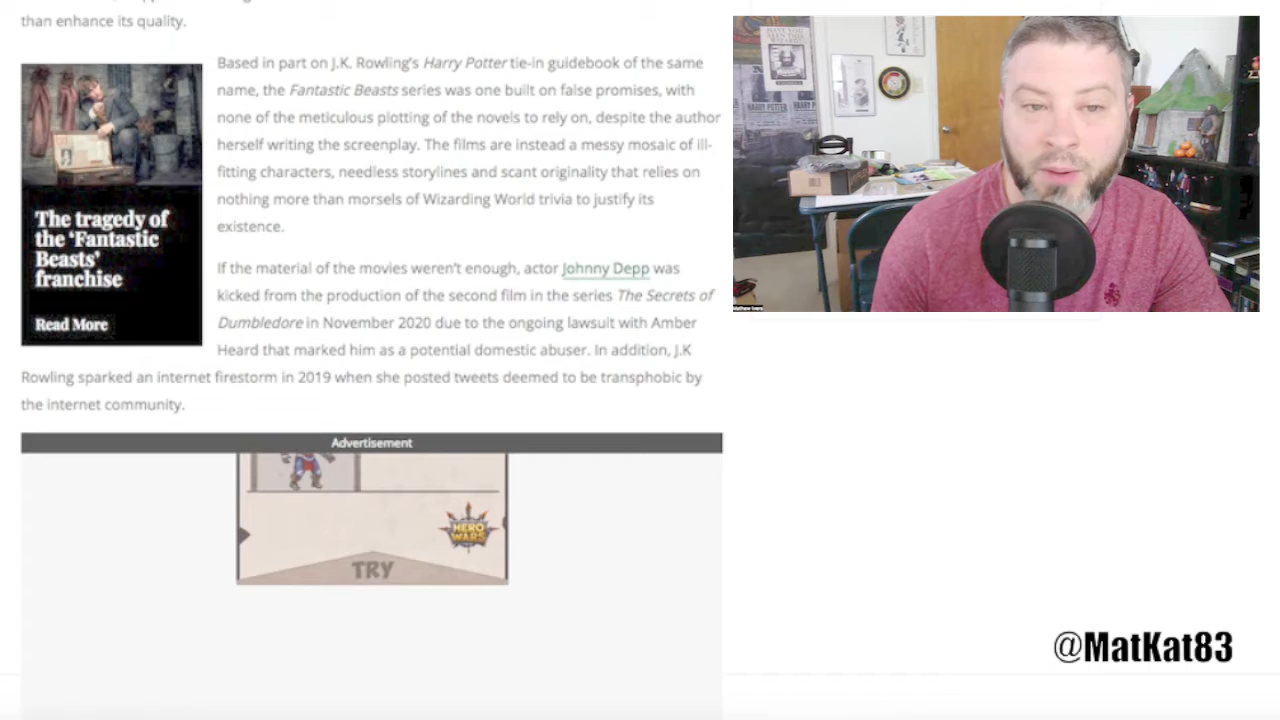 than enhance its quality.
Based in part on J.K. Rowling's Harry Potter tie-in guidebook of the same
name, the Fantastic Beasts series was one built on false promises, with
none of the meticulous plotting of the novels to rely on, despite the author
herself writing the screenplay. The films are instead a messy mosaic of ill-
fitting characters, needless storylines and scant originality that relies on
nothing more than morsels of Wizarding World trivia to justify its
existence.
The tragedy of
the 'Fantastic
Beasts'
franchise
Read More
If the material of the movies weren't enough, actor Johnny Depp was
kicked from the production of the second film in the series The Secrets of
Dumbledore in November 2020 due to the ongoing lawsuit with Amber
Heard that marked him as a potential domestic abuser. In addition, J.K
Rowling sparked an internet firestorm in 2019 when she posted tweets deemed to be transphobic by
the internet community.
Advertisement
HERO
WARS
TRY
HARRY POTTER
@MatKat83